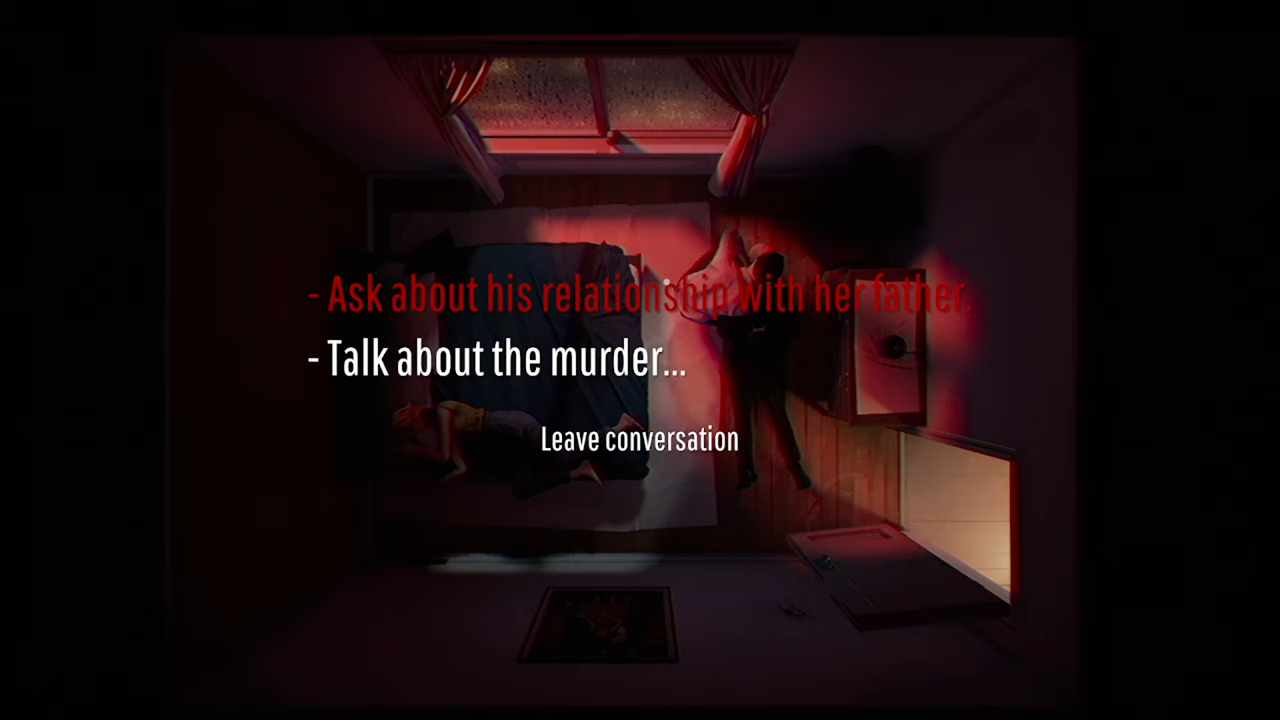 - Ask about his relationship with her father.
- Talk about the murder...
Leave conversation